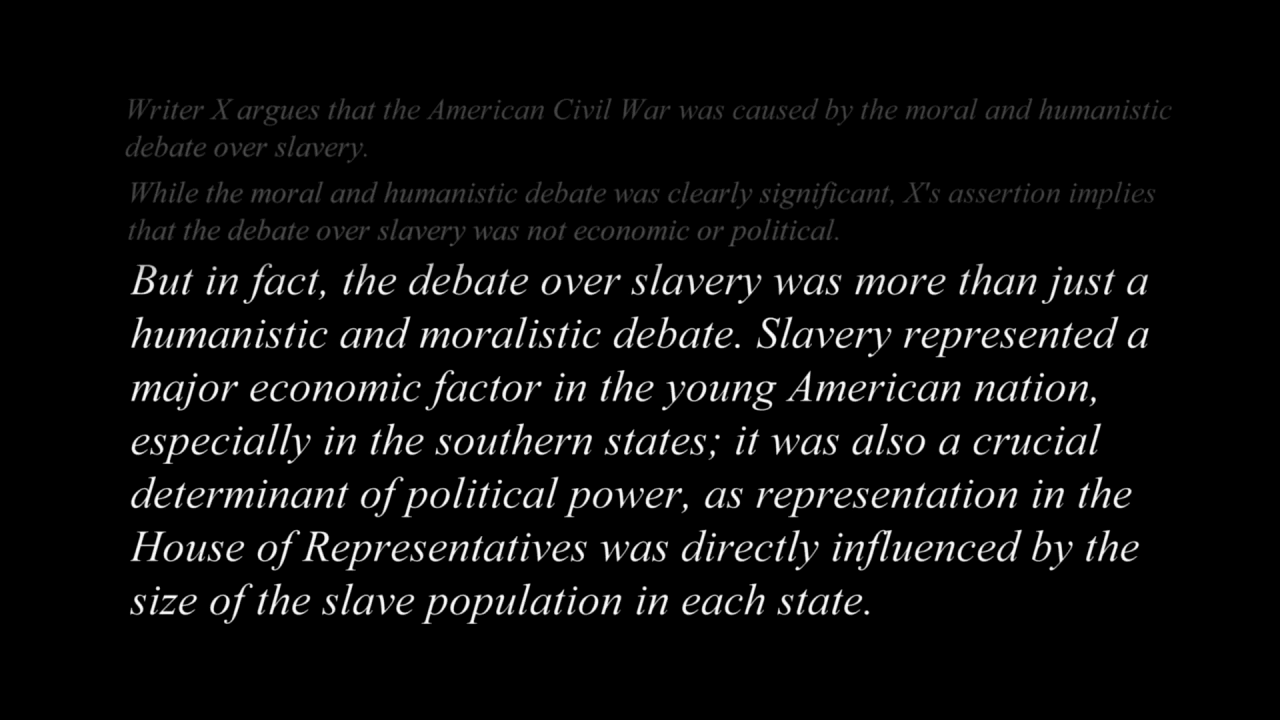 Writer X argues that the American Civil War was caused by the moral and humanistic
debate over slavery.
While the moral and humanistic debate was clearly significant, X's assertion implies
that the debate over slavery was not economic or political.
But in fact, the debate over slavery was more than just a
humanistic and moralistic debate. Slavery represented a
major economic factor in the young American nation,
especially in the southern states; it was also a crucial
determinant of political power, as representation in the
House of Representatives was directly influenced by the
size of the slave population in each state.